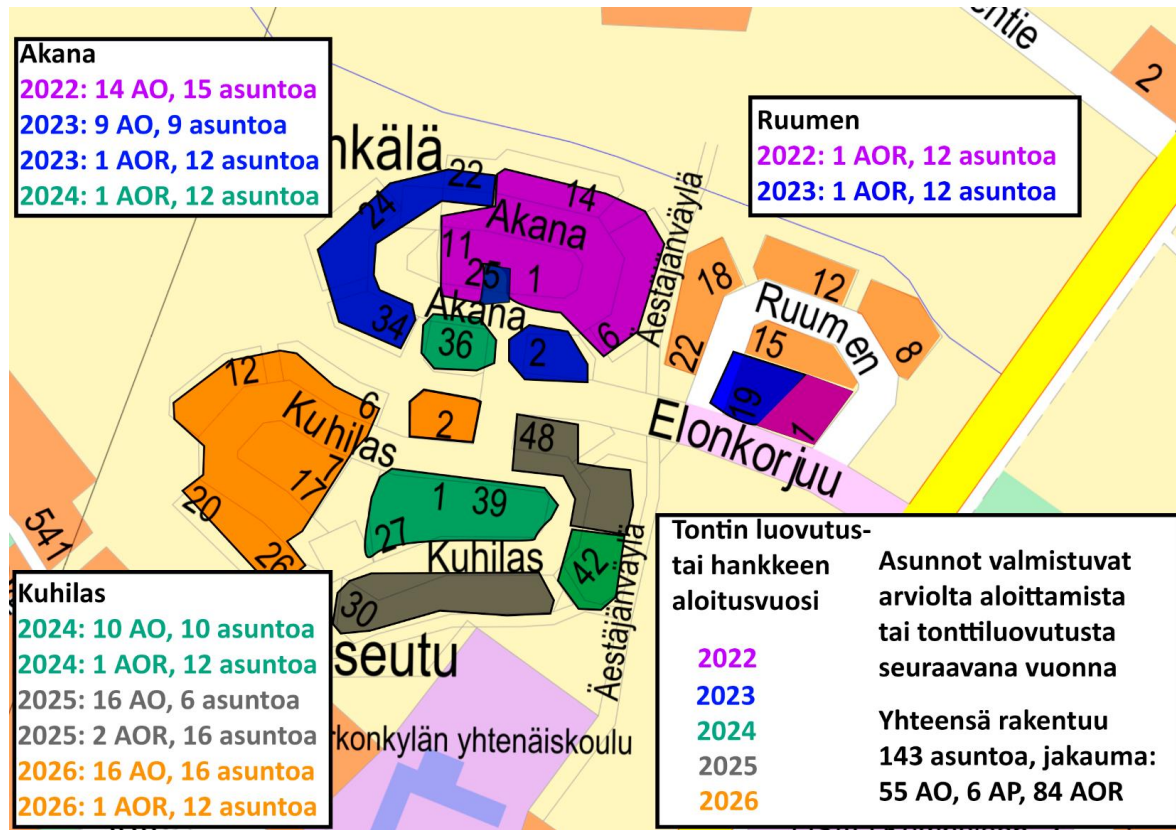 Akana
2022: 14 AO, 15 asuntoa
2023: 9 AO, 9 asuntoa
2023: 1 AOR, 12 asuntoa
2024: 1 AOR, 12 asuntoa
Ruumen
2022: 1 AOR, 12 asuntoa
2023: 1 AOR, 12 asuntoa
ntie
2
nkälä
22
24
14
Akana
11
25
1
Akana
34
36
2
6
Äestäjänväylä
18
12
Ruumen
8
22
15
19
1
Elonkorjuu
12
6
Kuhilas
7
17
20
26
2
48
1
39
27
Kuhilas
42
30
Äestäjänväylä
541
seutu
rkonkylän yhtenäiskoulu
Kuhilas
2024: 10 AO, 10 asuntoa
2024: 1 AOR, 12 asuntoa
2025: 16 AO, 6 asuntoa
2025: 2 AOR, 16 asuntoa
2026: 16 AO, 16 asuntoa
2026: 1 AOR, 12 asuntoa
Tontin luovutus-
tai hankkeen
aloitusvuosi
2022
2023
2024
2025
2026
Asunnot valmistuvat
arviolta aloittamista
tai tonttiluovutusta
seuraavana vuonna
Yhteensä rakentuu
143 asuntoa, jakauma:
55 AO, 6 AP, 84 AOR